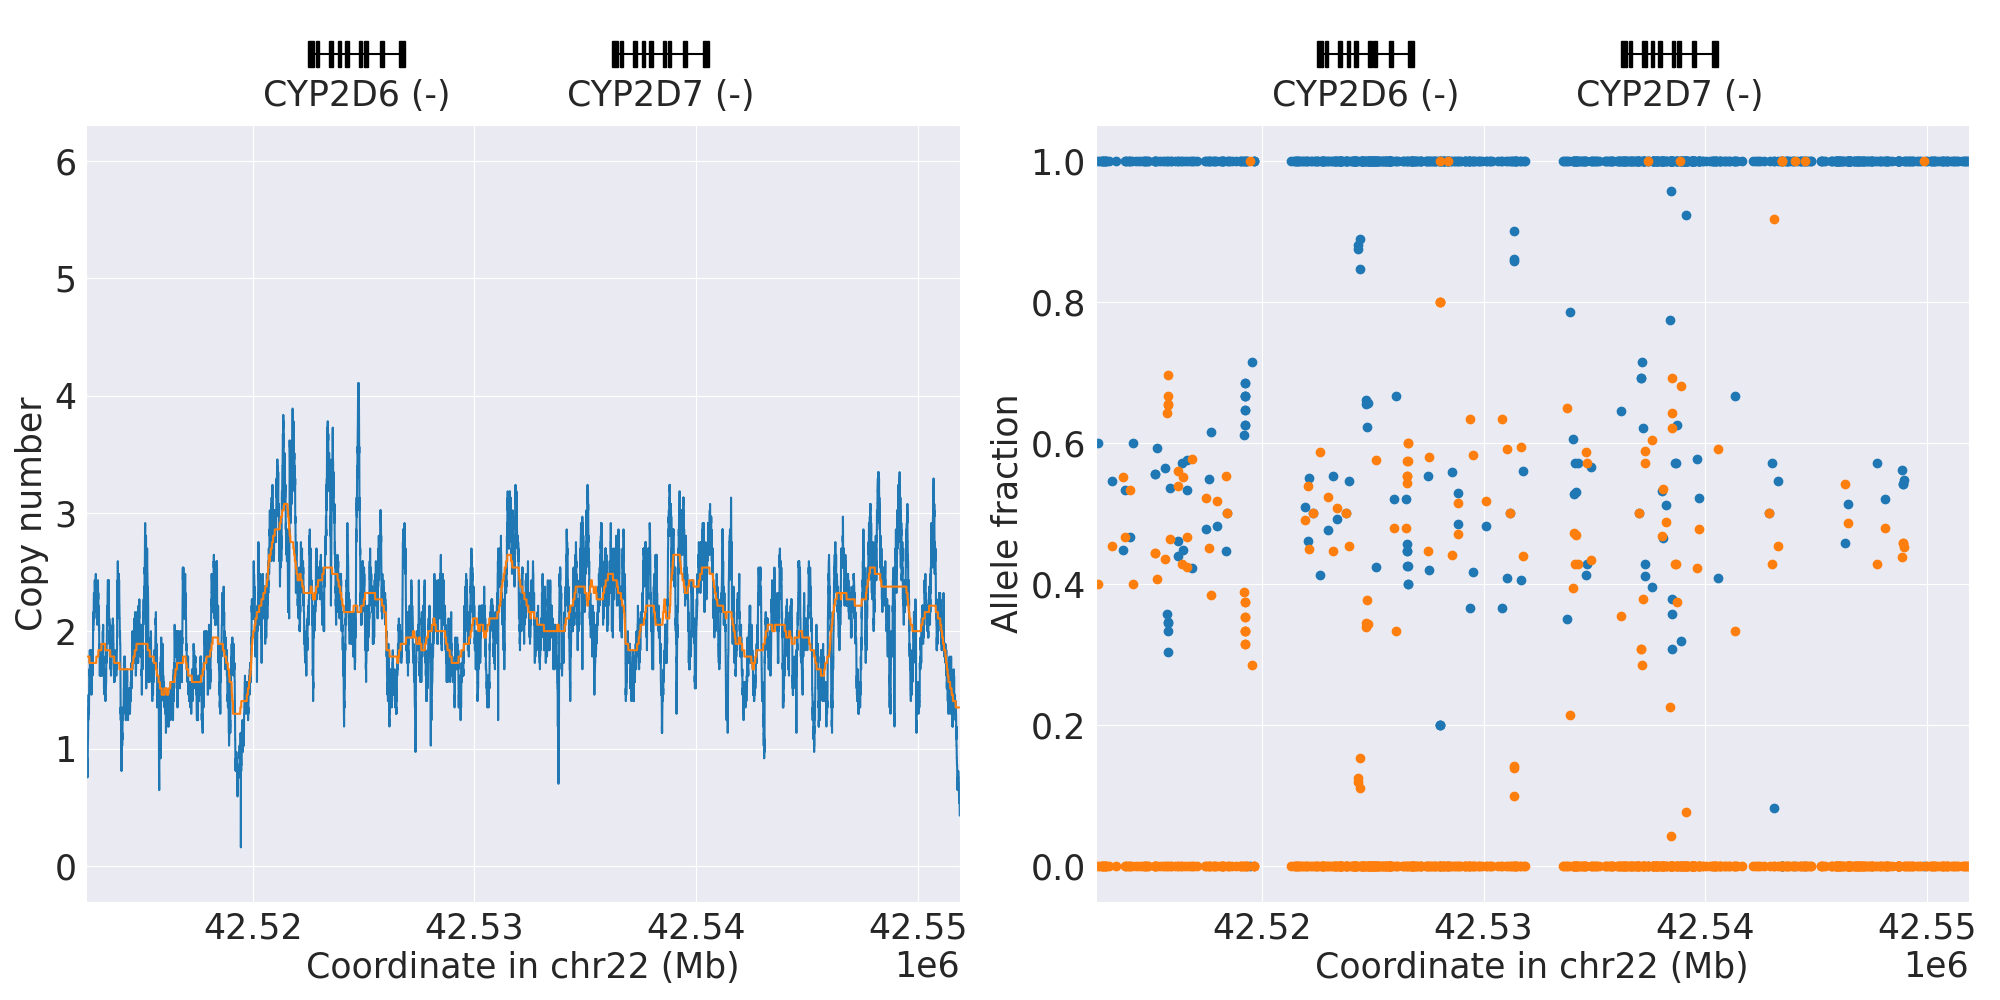 CYP2D6 (-) CYP2D7 (-)
6
5
4
3
2
1
0
Copy number
42.52 42.53 42.54 42.55
Coordinate in chr22 (Mb) 1e6
CYP2D6 (-) CYP2D7 (-)
1.0
0.8
0.6
0.4
0.2
0.0
Allele fraction
42.52 42.53 42.54 42.55
Coordinate in chr22 (Mb) 1e6